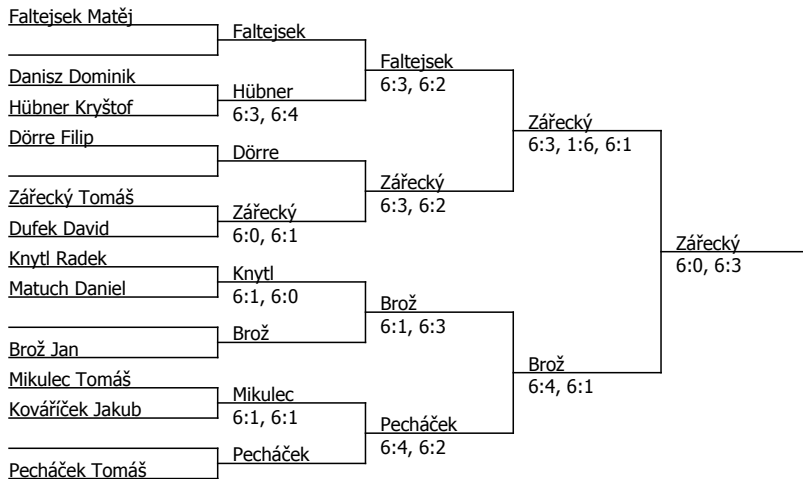 Faltejsek Matěj
Danisz Dominik
Hübner Kryštof
Dörre Filip
Zářecký Tomáš
Dufek David
Knytl Radek
Matuch Daniel
Brož Jan
Mikulec Tomáš
Kováříček Jakub
Pecháček Tomáš
Faltejsek
Hübner
6:3, 6:4
Dörre
Zářecký
6:0, 6:1
Knytl
6:1, 6:0
Brož
Mikulec
6:1, 6:1
Pecháček
Faltejsek
6:3, 6:2
Zářecký
6:3, 6:2
Brož
6:1, 6:3
Pecháček
6:4, 6:2
Zářecký
6:3, 1:6, 6:1
Brož
6:4, 6:1
Zářecký
6:0, 6:3